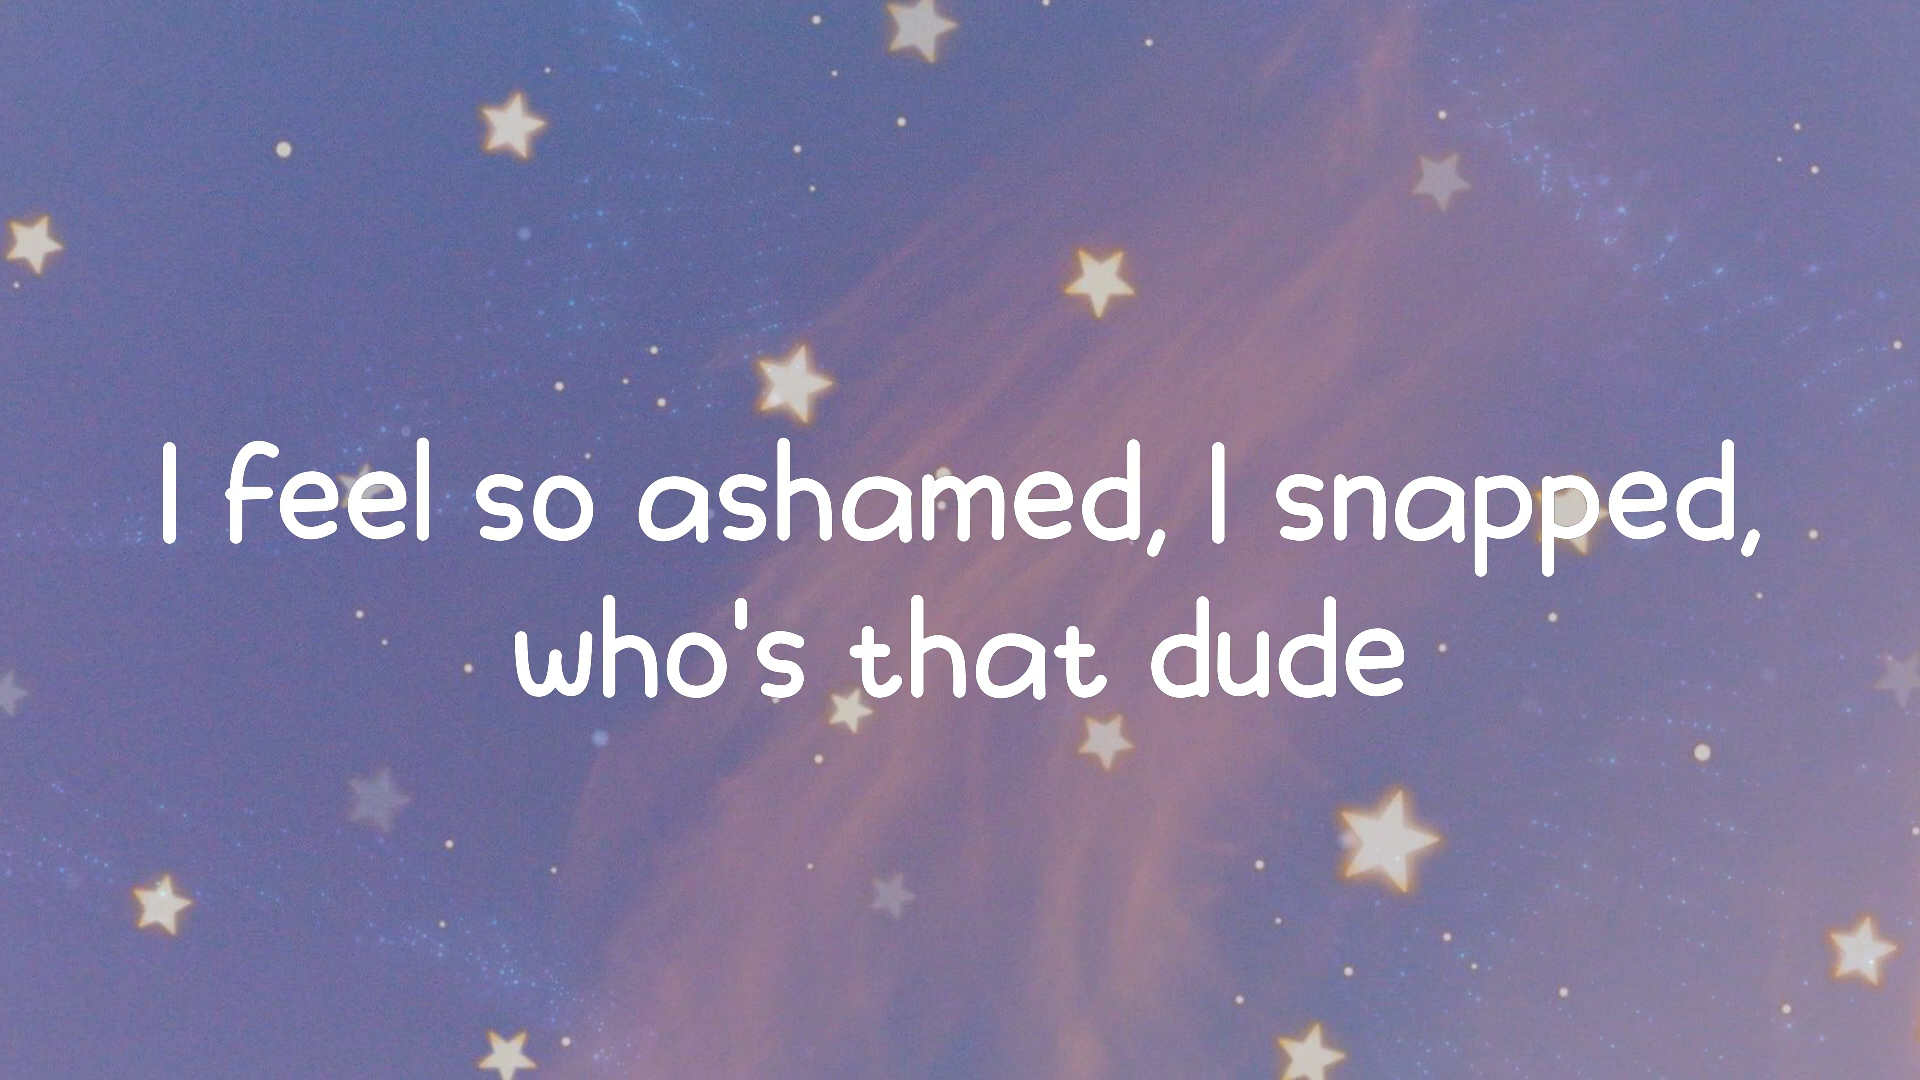 I feel so ashamed, I snapped,
who's that dude